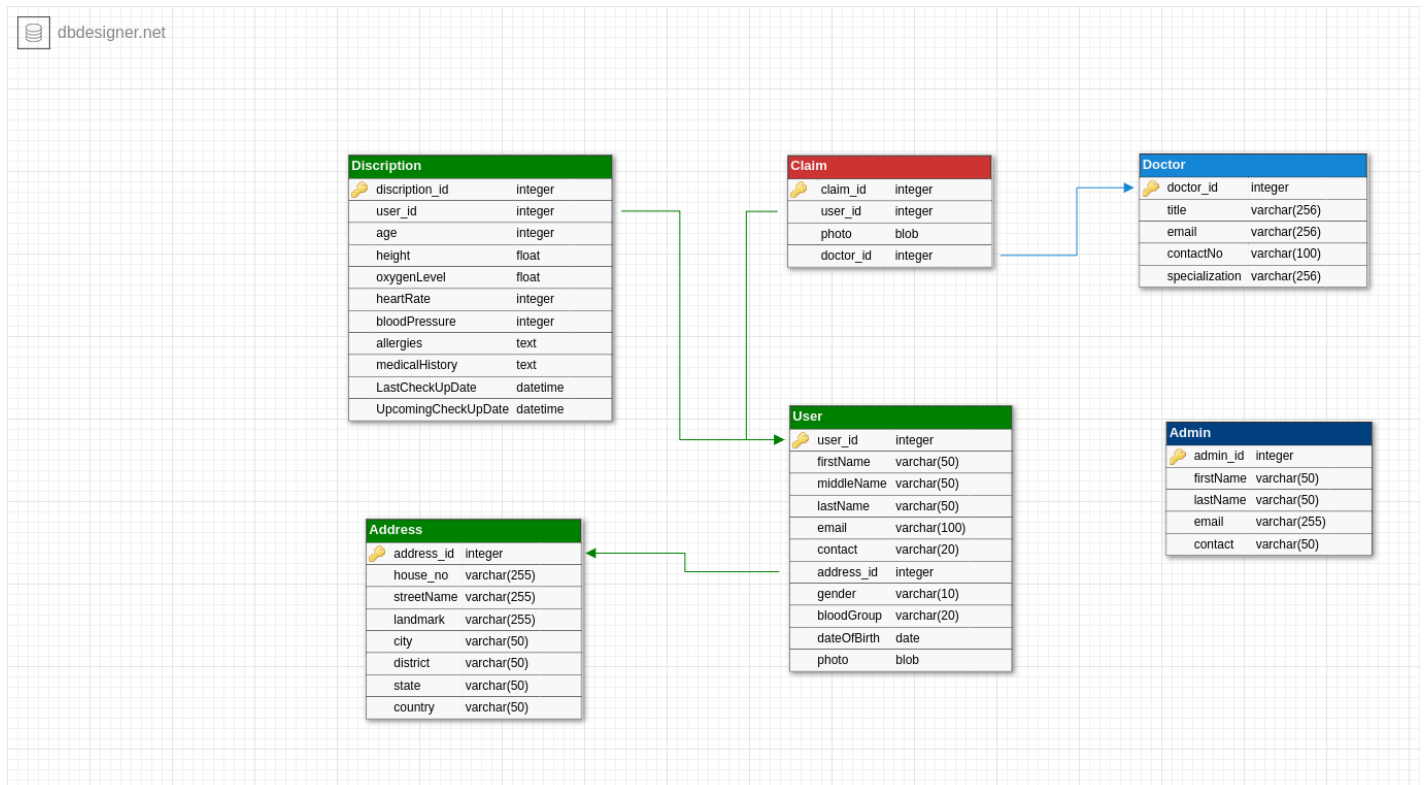 dbdesigner.net
Discription
discription_id integer
user_id integer
age integer
height float
oxygenLevel float
heartRate integer
bloodPressure integer
allergies text
medicalHistory text
LastCheckUpDate datetime
UpcomingCheckUpDate datetime
Claim
claim_id integer
user_id integer
photo blob
doctor_id integer
Doctor
doctor_id integer
title varchar(256)
email varchar(256)
contactNo varchar(100)
specialization varchar(256)
User
user_id integer
firstName varchar(50)
middleName varchar(50)
lastName varchar(50)
email varchar(100)
contact varchar(20)
address_id integer
gender varchar(10)
bloodGroup varchar(20)
dateOfBirth date
photo blob
Admin
admin_id integer
firstName varchar(50)
lastName varchar(50)
email varchar(255)
contact varchar(50)
Address
address_id integer
house_no varchar(255)
streetName varchar(255)
landmark varchar(255)
city varchar(50)
district varchar(50)
state varchar(50)
country varchar(50)